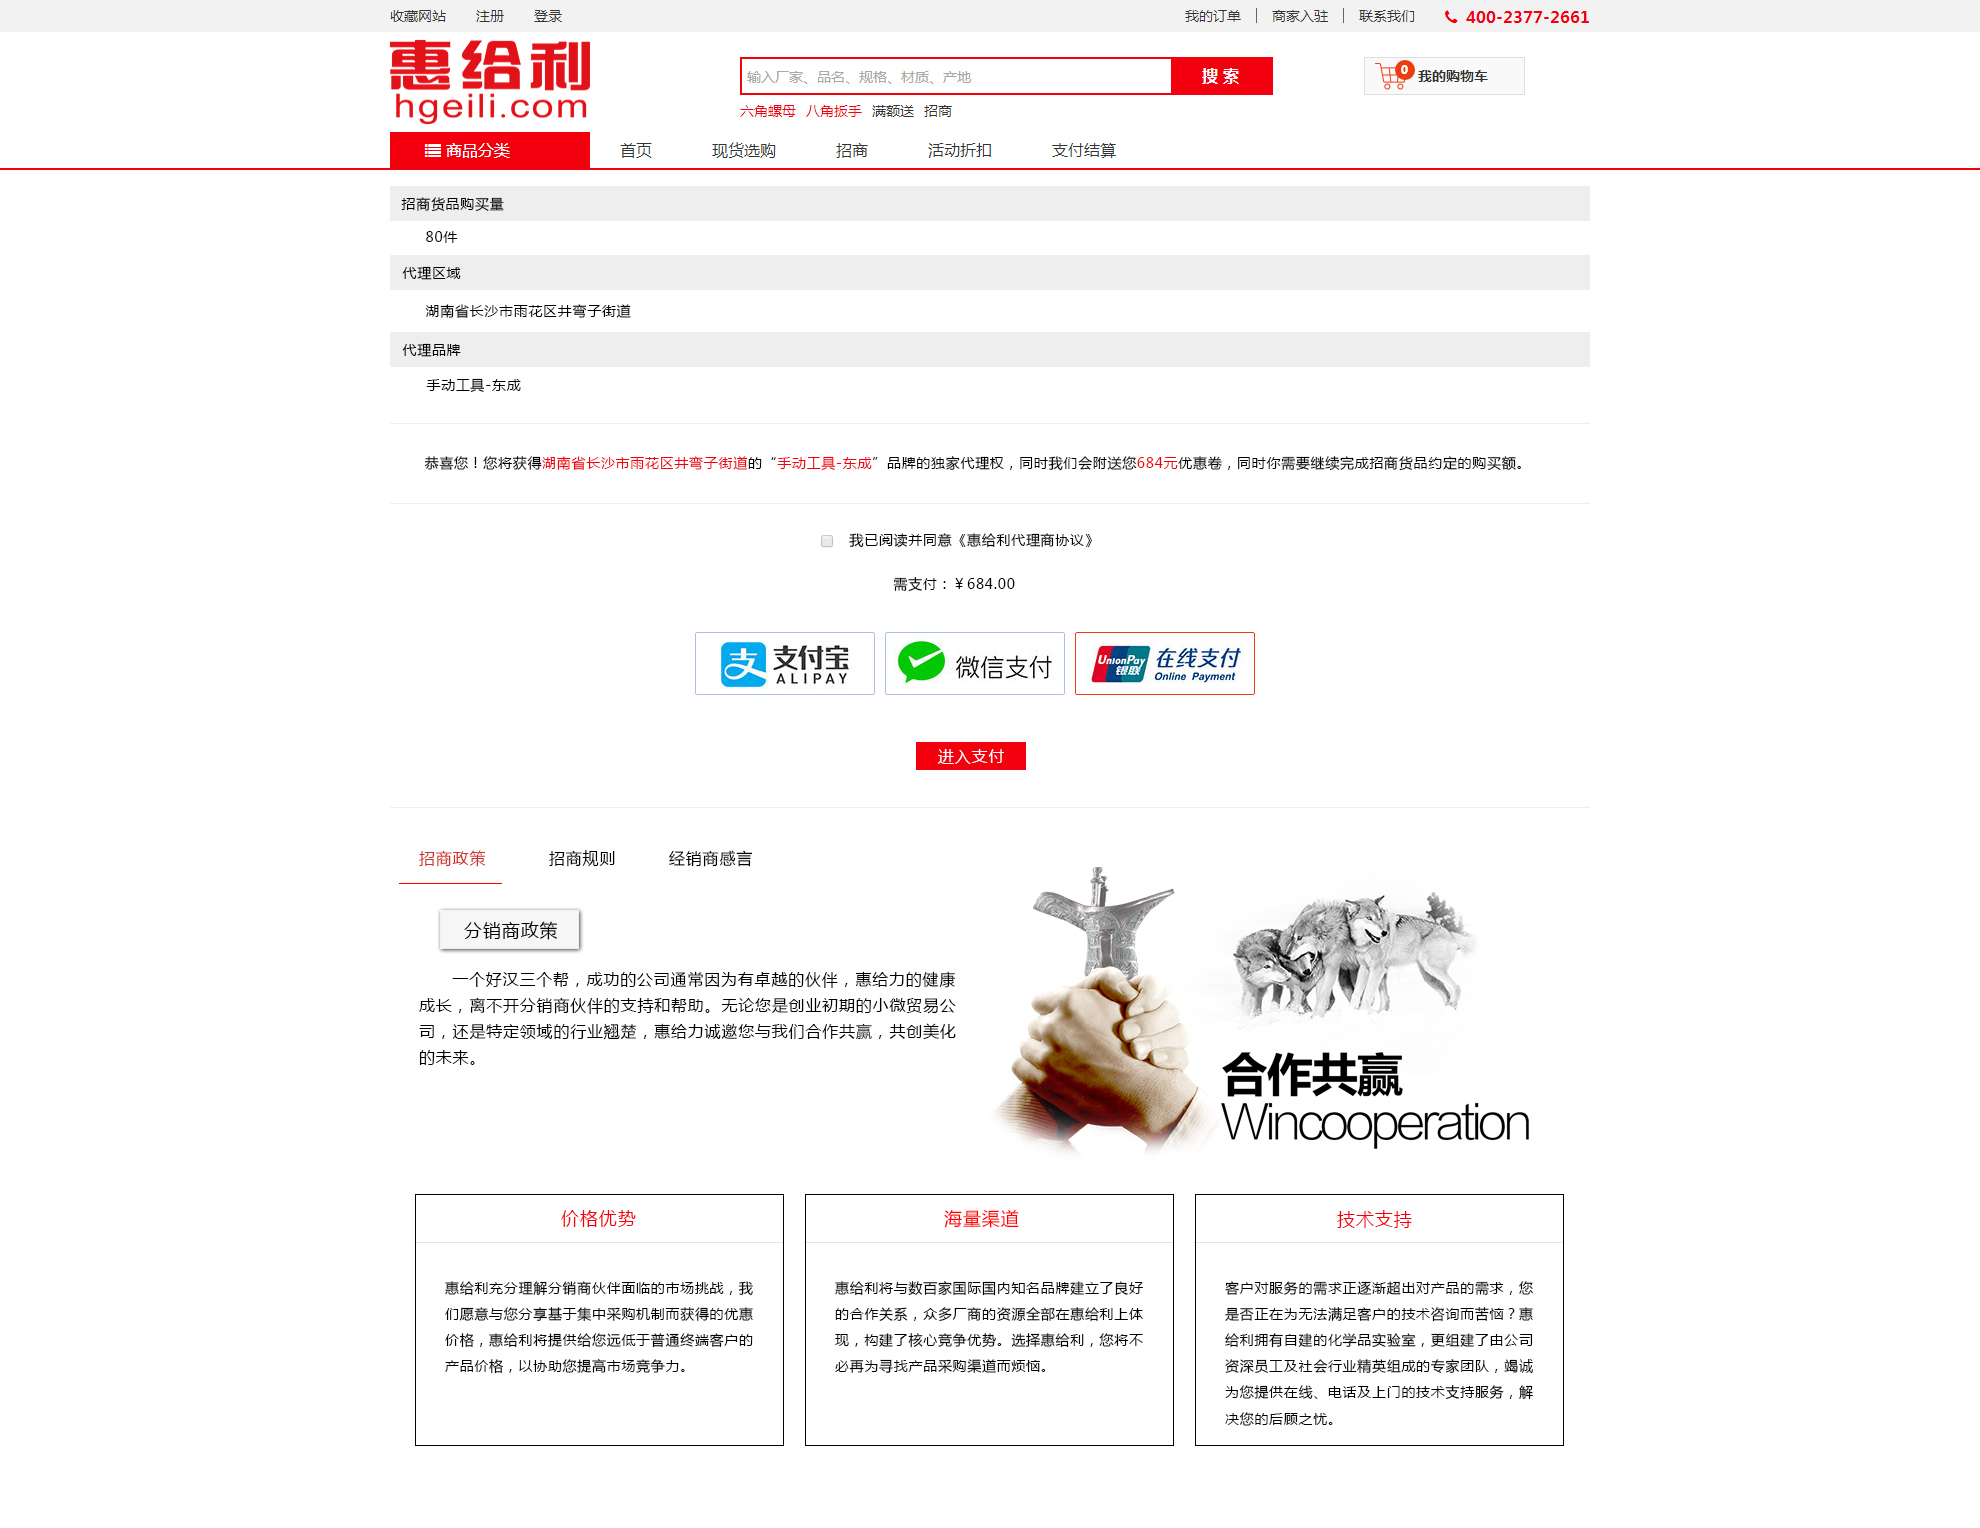 收藏网站 注册 登录 我的订单 商家入驻 联系我们 400-2377-2661
惠给利
hgeili.com
输入厂家、品名、规格、材质、产地 搜 索 0 我的购物车
六角螺母 八角扳手 满额送 招商
商品分类 首页 现货选购 招商 活动折扣 支付结算
招商货品购买量
80件
代理区域
湖南省长沙市雨花区井弯子街道
代理品牌
手动工具-东成
恭喜您！您将获得湖南省长沙市雨花区井弯子街道的“手动工具-东成”品牌的独家代理权，同时我们会附送您684元优惠卷，同时你需要继续完成招商货品约定的购买额。
我已阅读并同意《惠给利代理商协议》
需支付：￥684.00
支 支付宝 ALIPAY
微信支付
UnionPay 银联 在线支付 Online Payment
进入支付
招商政策 招商规则 经销商感言
分销商政策
一个好汉三个帮，成功的公司通常因为有卓越的伙伴，惠给力的健康
成长，离不开分销商伙伴的支持和帮助。无论您是创业初期的小微贸易公
司，还是特定领域的行业翘楚，惠给力诚邀您与我们合作共赢，共创美化
的未来。
合作共赢
Wincooperation
价格优势
惠给利充分理解分销商伙伴面临的市场挑战，我
们愿意与您分享基于集中采购机制而获得的优惠
价格，惠给利将提供给您远低于普通终端客户的
产品价格，以协助您提高市场竞争力。
海量渠道
惠给利将与数百家国际国内知名品牌建立了良好
的合作关系，众多厂商的资源全部在惠给利上体
现，构建了核心竞争优势。选择惠给利，您将不
必再为寻找产品采购渠道而烦恼。
技术支持
客户对服务的需求正逐渐超出对产品的需求，您
是否正在为无法满足客户的技术咨询而苦恼？惠
给利拥有自建的化学品实验室，更组建了由公司
资深员工及社会行业精英组成的专家团队，竭诚
为您提供在线、电话及上门的技术支持服务，解
决您的后顾之忧。